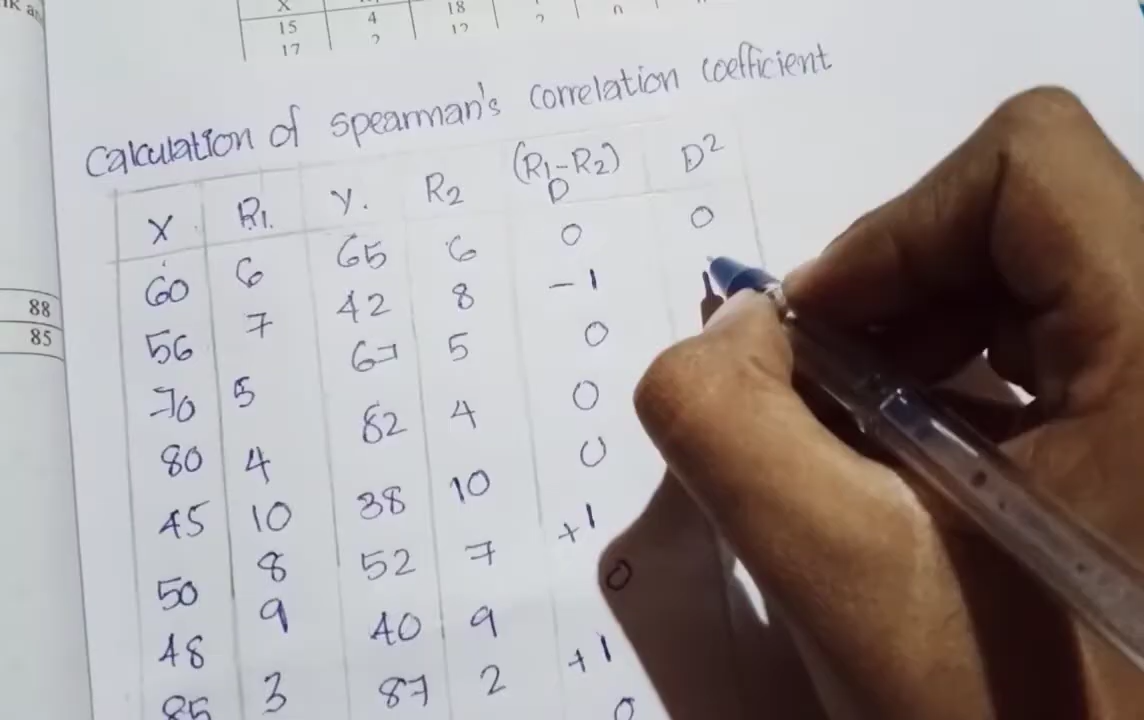 X 18
15 4 12
17
88
85
Calculation of Spearman's Correlation Coefficient
X R1. Y. R2 (R1-R2) D D²
60 6 65 6 0 0
56 7 42 8 -1
70 5 67 5 0
80 4 82 4 0
45 10 38 10 0
50 8 52 7 +1
48 9 40 9 0
85 3 87 2 +1
0